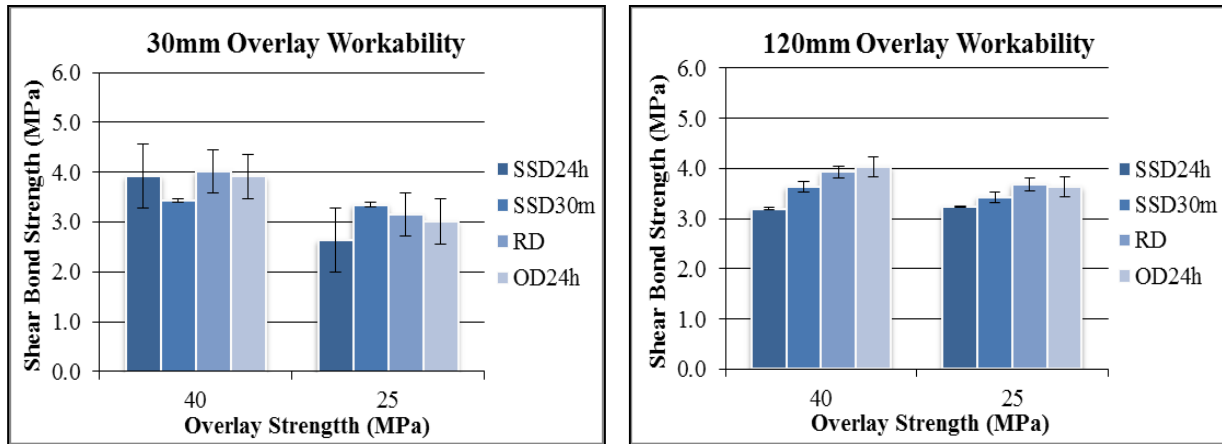 30mm Overlay Workability
Shear Bond Strength (MPa)
6.0
5.0
4.0
3.0
2.0
1.0
0.0
40
25
Overlay Strengtth (MPa)
SSD24h
SSD30m
RD
OD24h
120mm Overlay Workability
Shear Bond Strength (MPa)
6.0
5.0
4.0
3.0
2.0
1.0
0.0
40
25
Overlay Strength (MPa)
SSD24h
SSD30m
RD
OD24h